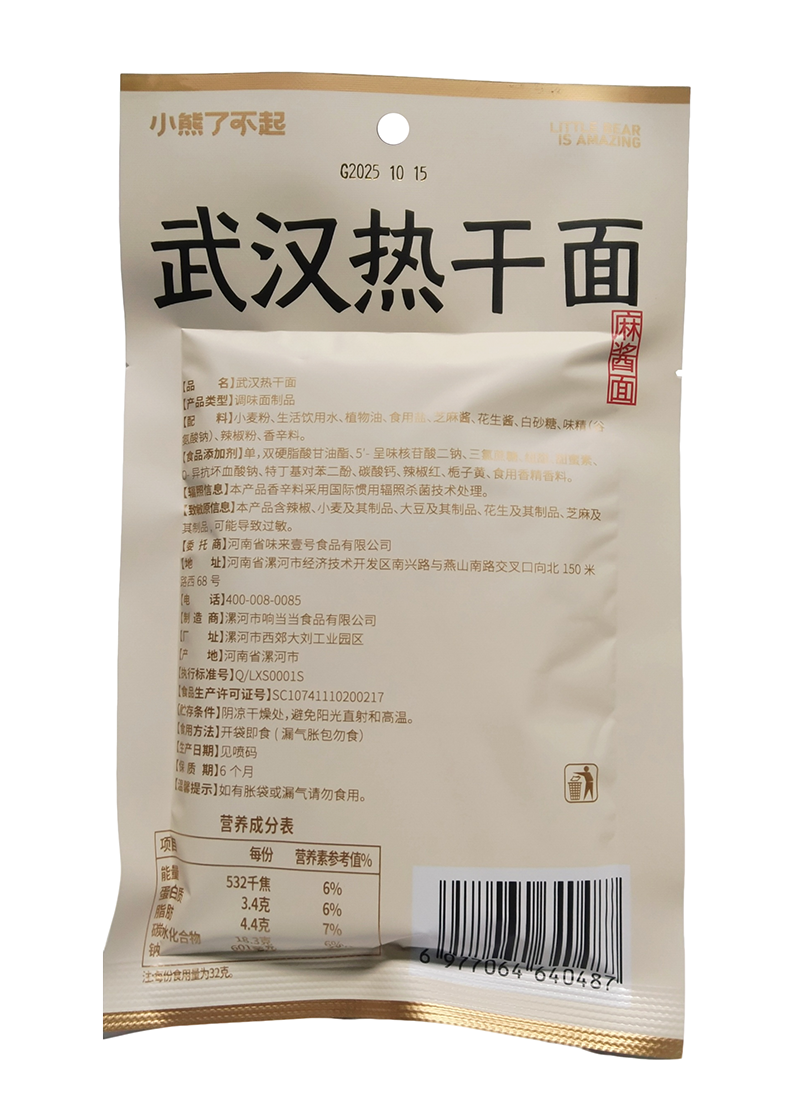 小熊了不起
LITTLE BEAR
IS AMAZING
G2025 10 15
武汉热干面
麻酱面
【品 名】武汉热干面
【产品类型】调味面制品
【配 料】小麦粉、生活饮用水、植物油、食用盐、芝麻酱、花生酱、白砂糖、味精(谷
氨酸钠)、辣椒粉、香辛料。
【食品添加剂】单,双硬脂酸甘油酯、5'-呈味核苷酸二钠、
D-异抗坏血酸钠、特丁基对苯二酚、碳酸钙、辣椒红、栀子黄、食用香精香料。
【辐照信息】本产品香辛料采用国际惯用辐照杀菌技术处理。
【致敏原信息】本产品含辣椒、小麦及其制品、大豆及其制品、花生及其制品、芝麻及
其制品,可能导致过敏。
【委 托 商】河南省味来壹号食品有限公司
【地 址】河南省漯河市经济技术开发区南兴路与燕山南路交叉口向北 150 米
路西 68 号
【电 话】400-008-0085
【制 造 商】漯河市响当当食品有限公司
【厂 址】漯河市西郊大刘工业园区
【产 地】河南省漯河市
【执行标准号】Q/LXS0001S
【食品生产许可证号】SC10741110200217
【贮存条件】阴凉干燥处,避免阳光直射和高温。
【食用方法】开袋即食 ( 漏气胀包勿食)
【生产日期】见喷码
【保 质 期】6 个月
【温馨提示】如有胀袋或漏气请勿食用。
营养成分表
项目 每份 营养素参考值%
能量 532千焦 6%
蛋白质 3.4克 6%
脂肪 4.4克 7%
碳水化合物 18.3克 6%
钠
注:每份食用量为32克。
6 977064 640487